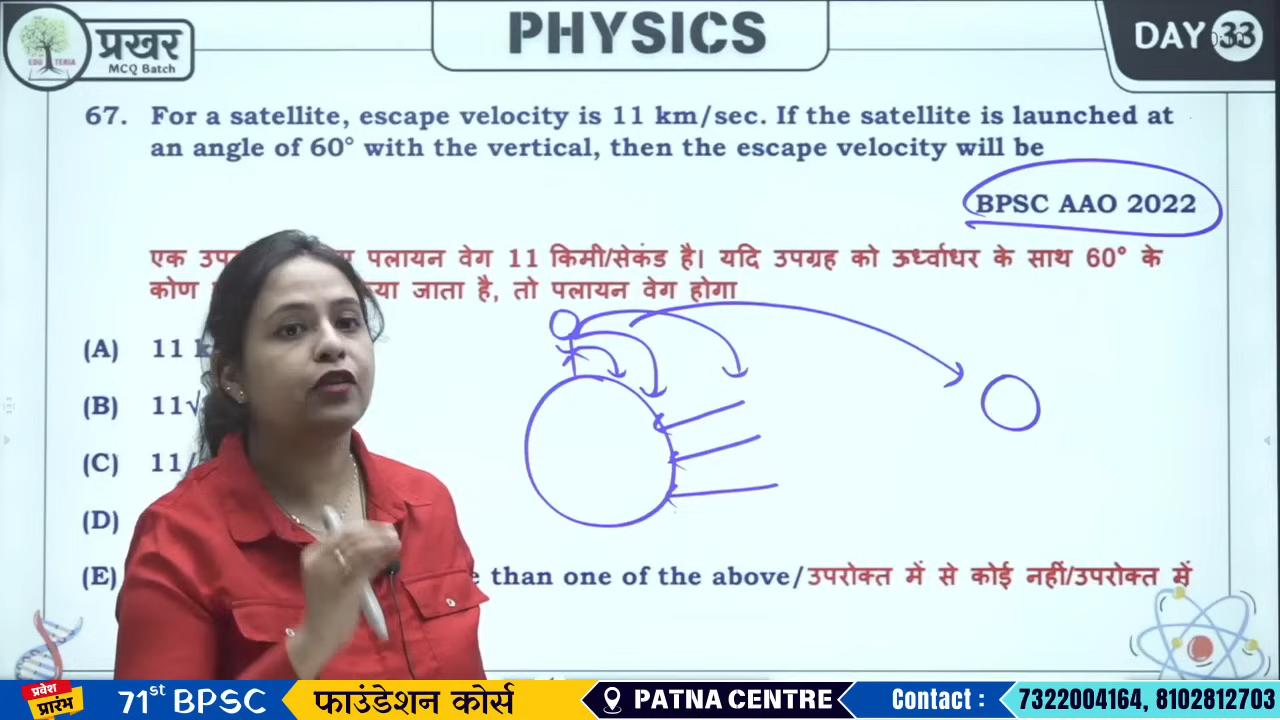 PHYSICS
DAY 33
EDU TERIA
प्रखर
MCQ Batch
67. For a satellite, escape velocity is 11 km/sec. If the satellite is launched at
an angle of 60° with the vertical, then the escape velocity will be
BPSC AAO 2022
एक पलायन वेग 11 किमी/सेकंड है। यदि उपग्रह को ऊर्ध्वाधर के साथ 60° के
कोण जाता है, तो पलायन वेग होगा
(A) 11
(B) 11√
(C) 11/
(D)
(E) than one of the above/उपरोक्त में से कोई नहीं/उपरोक्त में
प्रवेश
प्रारंभ
71st BPSC
फाउंडेशन कोर्स
PATNA CENTRE
Contact :
7322004164, 8102812703